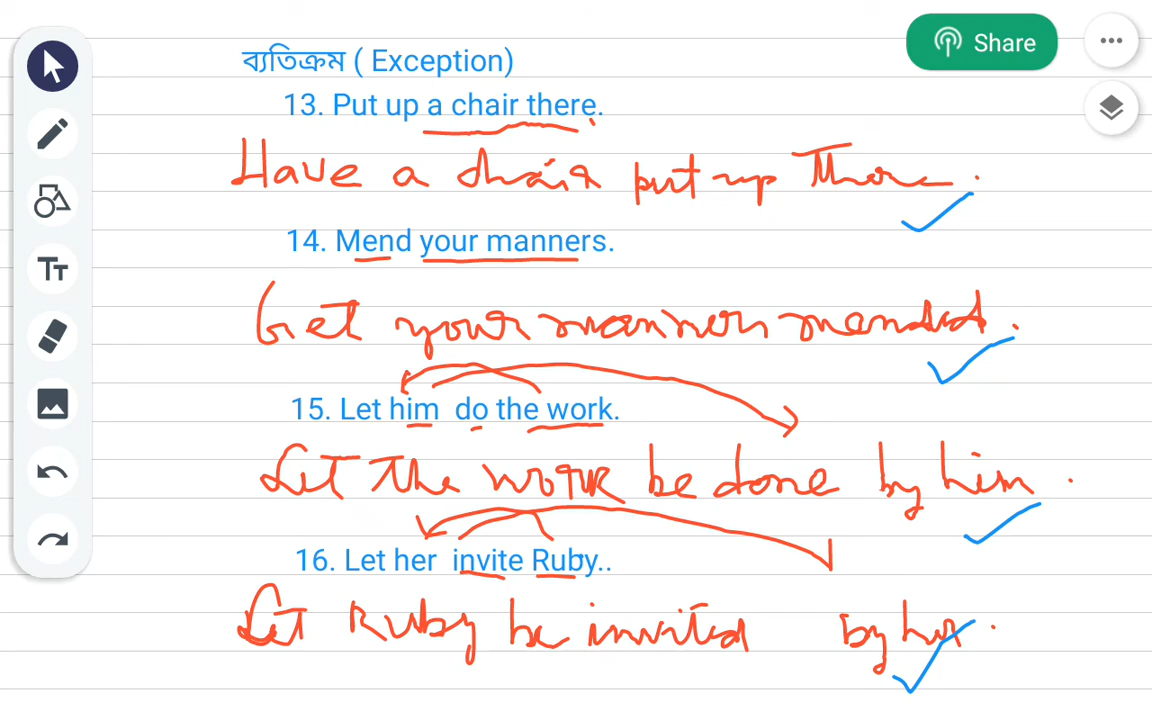 Share
ব্যতিক্রম ( Exception)
13. Put up a chair there.
Have a chair put up there.
14. Mend your manners.
Get your manners mended.
15. Let him do the work.
Let the work be done by him.
16. Let her invite Ruby..
Let Ruby be invited by her.